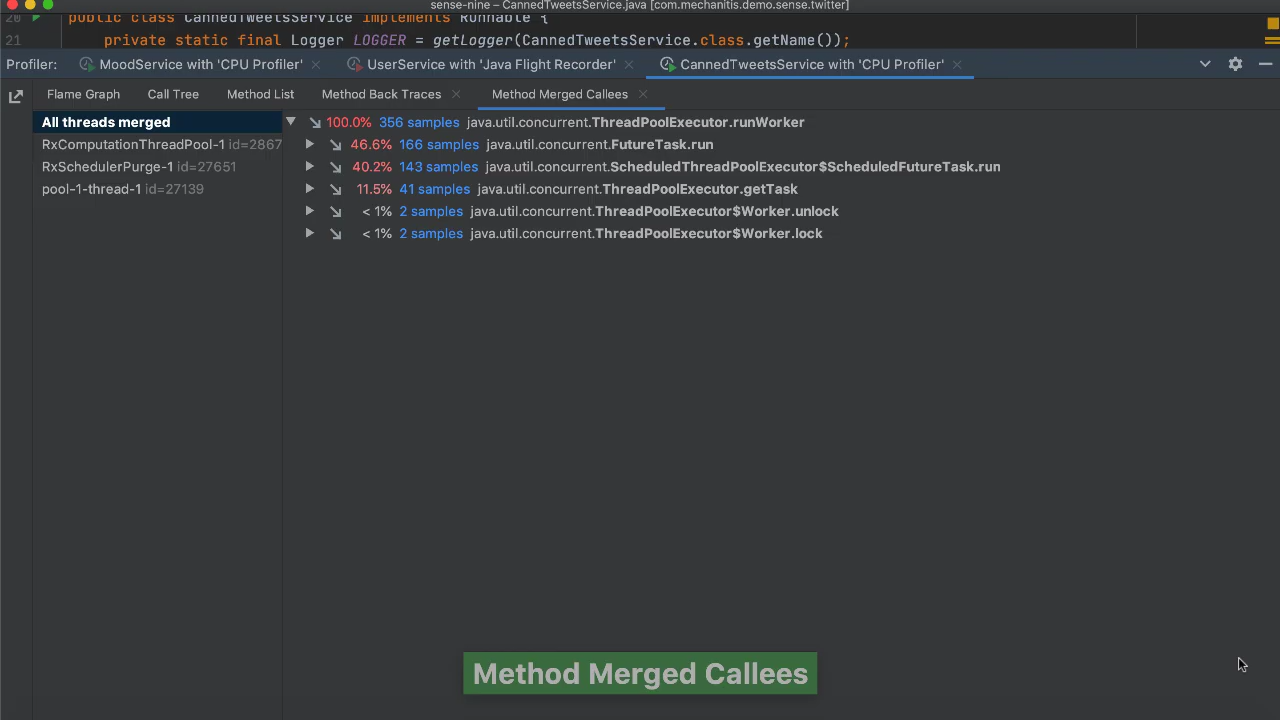 sense-nine – CannedTweetsService.java [com.mechanitis.demo.sense.twitter]
20 public class CannedTweetsService implements Runnable {
21 private static final Logger LOGGER = getLogger(CannedTweetsService.class.getName());
Profiler: MoodService with 'CPU Profiler' UserService with 'Java Flight Recorder' CannedTweetsService with 'CPU Profiler'
Flame Graph Call Tree Method List Method Back Traces Method Merged Callees
All threads merged
RxComputationThreadPool-1 id=2867
RxSchedulerPurge-1 id=27651
pool-1-thread-1 id=27139
100.0% 356 samples java.util.concurrent.ThreadPoolExecutor.runWorker
46.6% 166 samples java.util.concurrent.FutureTask.run
40.2% 143 samples java.util.concurrent.ScheduledThreadPoolExecutor$ScheduledFutureTask.run
11.5% 41 samples java.util.concurrent.ThreadPoolExecutor.getTask
< 1% 2 samples java.util.concurrent.ThreadPoolExecutor$Worker.unlock
< 1% 2 samples java.util.concurrent.ThreadPoolExecutor$Worker.lock
Method Merged Callees